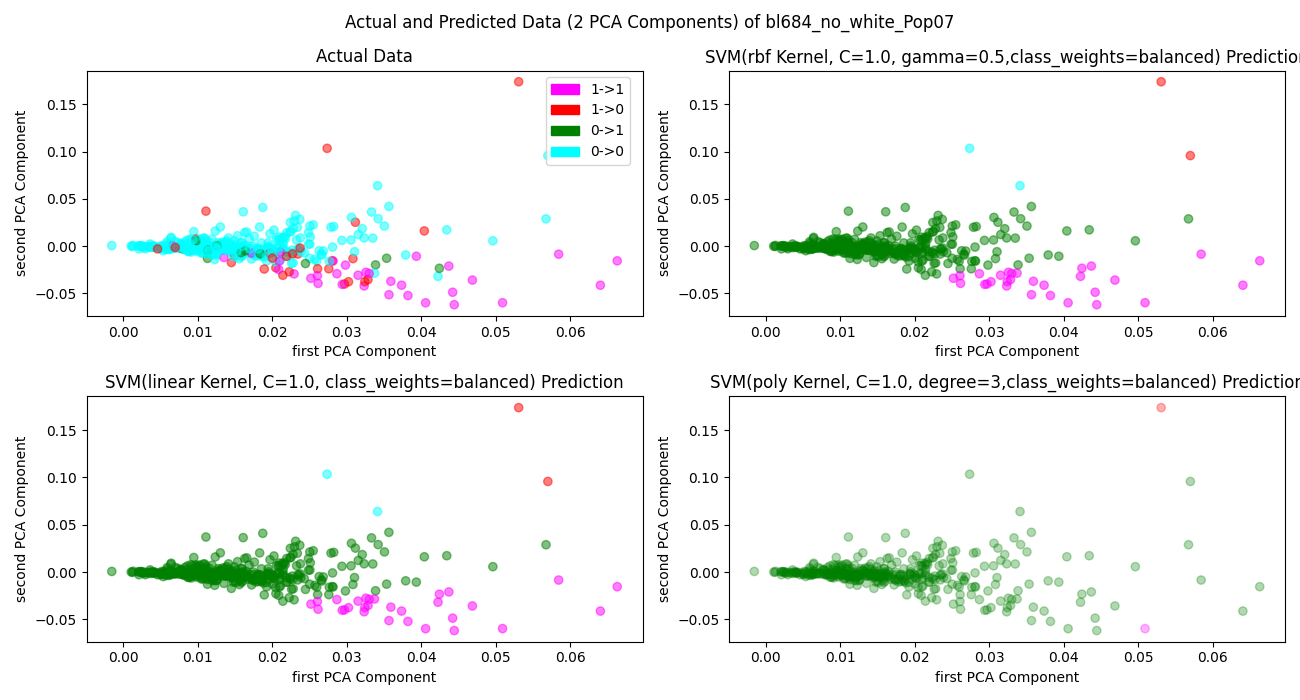 Actual and Predicted Data (2 PCA Components) of bl684_no_white_Pop07
Actual Data
1->1
1->0
0->1
0->0
0.15
0.10
0.05
0.00
−0.05
second PCA Component
0.00 0.01 0.02 0.03 0.04 0.05 0.06
first PCA Component
SVM(rbf Kernel, C=1.0, gamma=0.5,class_weights=balanced) Predictio
0.15
0.10
0.05
0.00
−0.05
second PCA Component
0.00 0.01 0.02 0.03 0.04 0.05 0.06
first PCA Component
SVM(linear Kernel, C=1.0, class_weights=balanced) Prediction
0.15
0.10
0.05
0.00
−0.05
second PCA Component
0.00 0.01 0.02 0.03 0.04 0.05 0.06
first PCA Component
SVM(poly Kernel, C=1.0, degree=3,class_weights=balanced) Prediction
0.15
0.10
0.05
0.00
−0.05
second PCA Component
0.00 0.01 0.02 0.03 0.04 0.05 0.06
first PCA Component